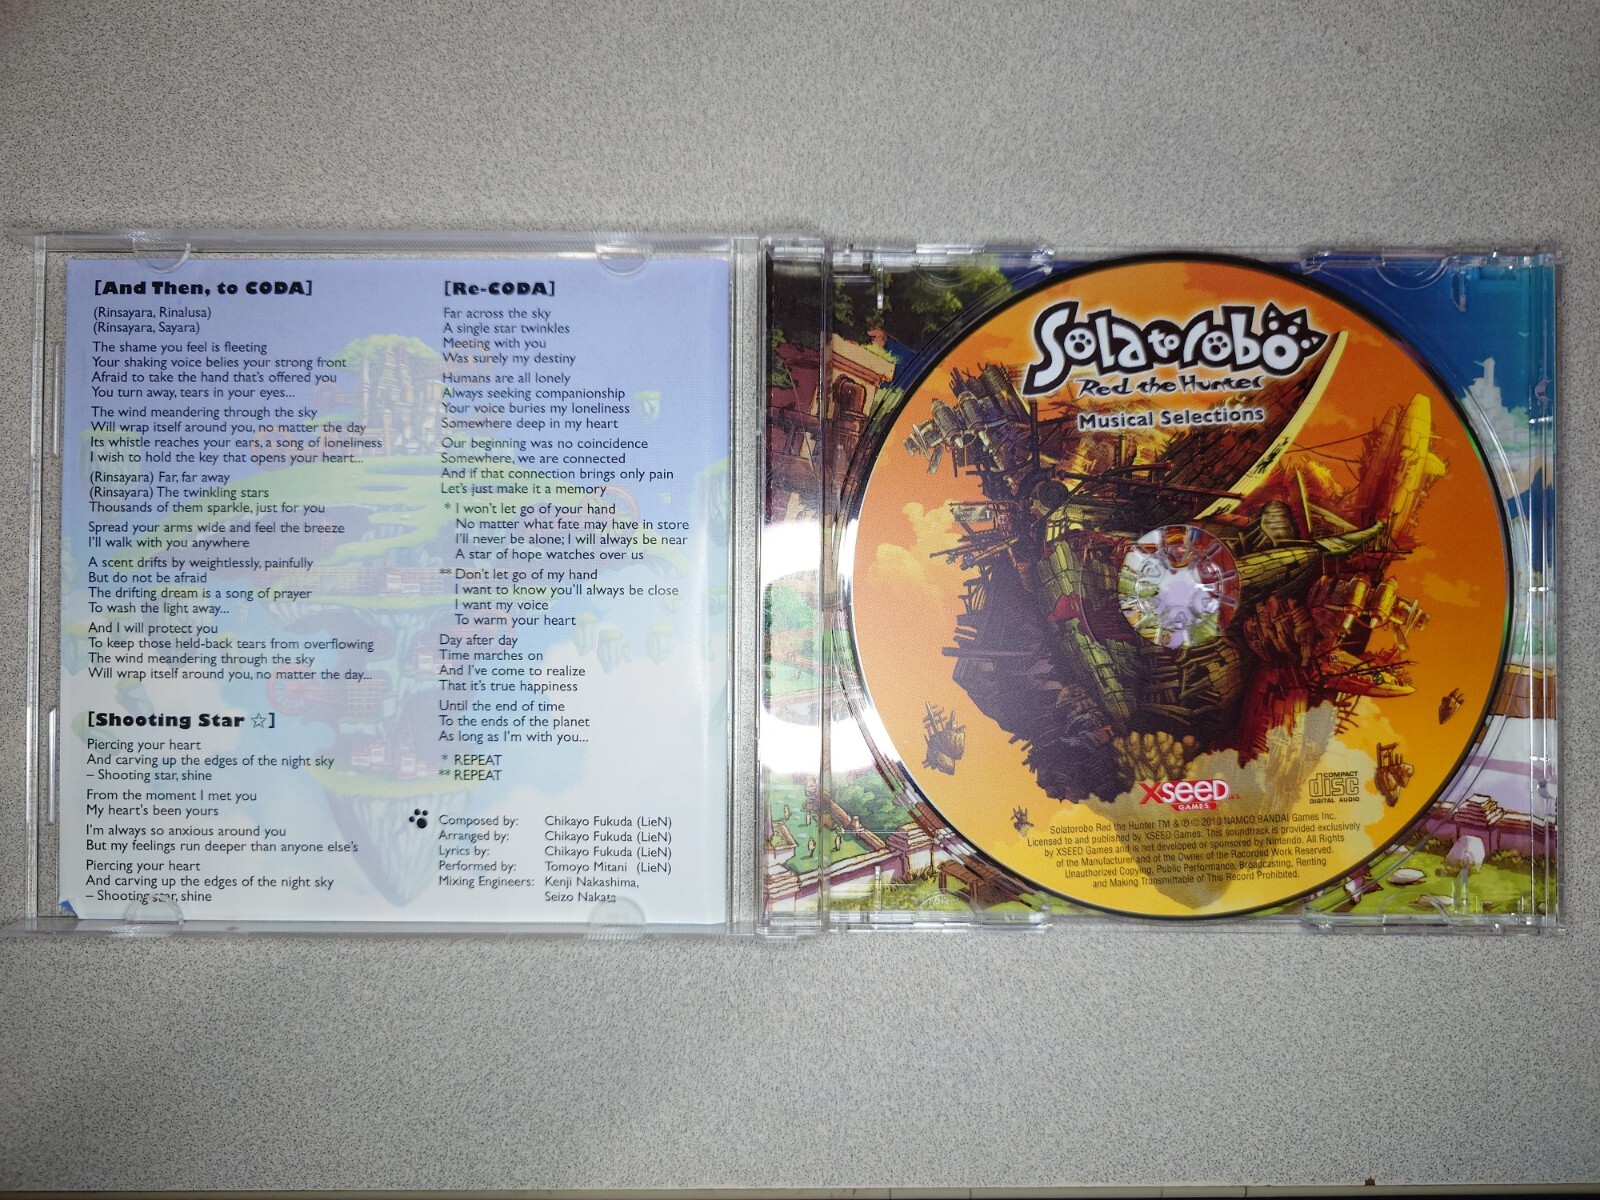 [And Then, to CODA]
(Rinsayara, Rinalusa)
(Rinsayara, Sayara)
The shame you feel is fleeting
Your shaking voice belies your strong front
Afraid to take the hand that's offered you
You turn away, tears in your eyes...
The wind meandering through the sky
Will wrap itself around you, no matter the day
Its whistle reaches your ears, a song of loneliness
I wish to hold the key that opens your heart...
(Rinsayara) Far, far away
(Rinsayara) The twinkling stars
Thousands of them sparkle, just for you
Spread your arms wide and feel the breeze
I'll walk with you anywhere
A scent drifts by weightlessly, painfully
But do not be afraid
The drifting dream is a song of prayer
To wash the light away...
And I will protect you
To keep those held-back tears from overflowing
The wind meandering through the sky
Will wrap itself around you, no matter the day...
[Shooting Star ☆]
Piercing your heart
And carving up the edges of the night sky
– Shooting star, shine
From the moment I met you
My heart's been yours
I'm always so anxious around you
But my feelings run deeper than anyone else's
Piercing your heart
And carving up the edges of the night sky
– Shooting star, shine
[Re-CODA]
Far across the sky
A single star twinkles
Meeting with you
Was surely my destiny
Humans are all lonely
Always seeking companionship
Your voice buries my loneliness
Somewhere deep in my heart
Our beginning was no coincidence
Somewhere, we are connected
And if that connection brings only pain
Let's just make it a memory
* I won't let go of your hand
No matter what fate may have in store
I'll never be alone; I will always be near
A star of hope watches over us
** Don't let go of my hand
I want to know you'll always be close
I want my voice
To warm your heart
Day after day
Time marches on
And I've come to realize
That it's true happiness
Until the end of time
To the ends of the planet
As long as I'm with you...
* REPEAT
** REPEAT
Composed by: Chikayo Fukuda (LieN)
Arranged by: Chikayo Fukuda (LieN)
Lyrics by: Chikayo Fukuda (LieN)
Performed by: Tomoyo Mitani (LieN)
Mixing Engineers: Kenji Nakashima,
Seizo Nakata
Solatorobo
Red the Hunter
Musical Selections
XSEED
GAMES
COMPACT
disc
DIGITAL AUDIO
Solatorobo Red the Hunter TM & ℗© 2010 NAMCO BANDAI Games Inc.
Licensed to and published by XSEED Games. This soundtrack is provided exclusively
by XSEED Games and is not developed or sponsored by Nintendo. All Rights
of the Manufacturer and of the Owner of the Recorded Work Reserved.
Unauthorized Copying, Public Performance, Broadcasting, Renting
and Making Transmittable of This Record Prohibited.